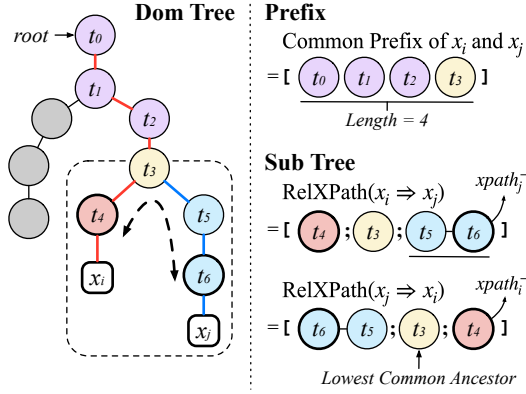 Dom Tree
root
t0
t1
t2
t3
t4
t5
t6
xi
xj
Prefix
Common Prefix of xi and xj
= [ t0 t1 t2 t3 ]
Length = 4
Sub Tree
RelXPath(xi ⇒ xj)
xpathj-
= [ t4 ; t3 ; t5 t6 ]
RelXPath(xj ⇒ xi)
xpathi-
= [ t6 t5 ; t3 ; t4 ]
Lowest Common Ancestor